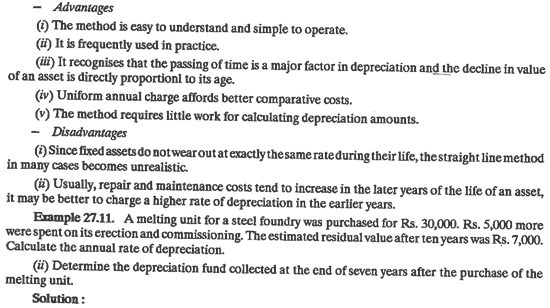 – Advantages
(i) The method is easy to understand and simple to operate.
(ii) It is frequently used in practice.
(iii) It recognises that the passing of time is a major factor in depreciation and the decline in value
of an asset is directly proportionl to its age.
(iv) Uniform annual charge affords better comparative costs.
(v) The method requires little work for calculating depreciation amounts.
– Disadvantages
(i) Since fixed assets do not wear out at exactly the same rate during their life, the straight line method
in many cases becomes unrealistic.
(ii) Usually, repair and maintenance costs tend to increase in the later years of the life of an asset,
it may be better to charge a higher rate of depreciation in the earlier years.
Example 27.11. A melting unit for a steel foundry was purchased for Rs. 30,000. Rs. 5,000 more
were spent on its erection and commissioning. The estimated residual value after ten years was Rs. 7,000.
Calculate the annual rate of depreciation.
(ii) Determine the depreciation fund collected at the end of seven years after the purchase of the
melting unit.
Solution :